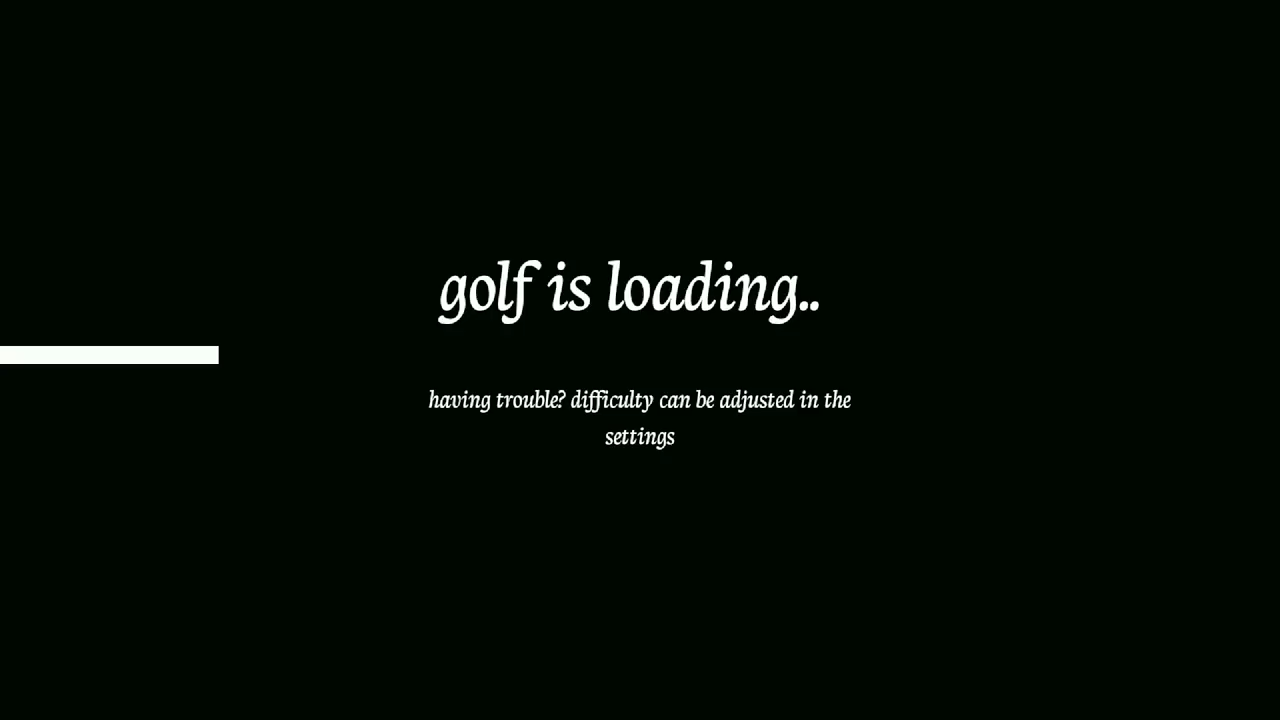 golf is loading..
having trouble? difficulty can be adjusted in the
settings